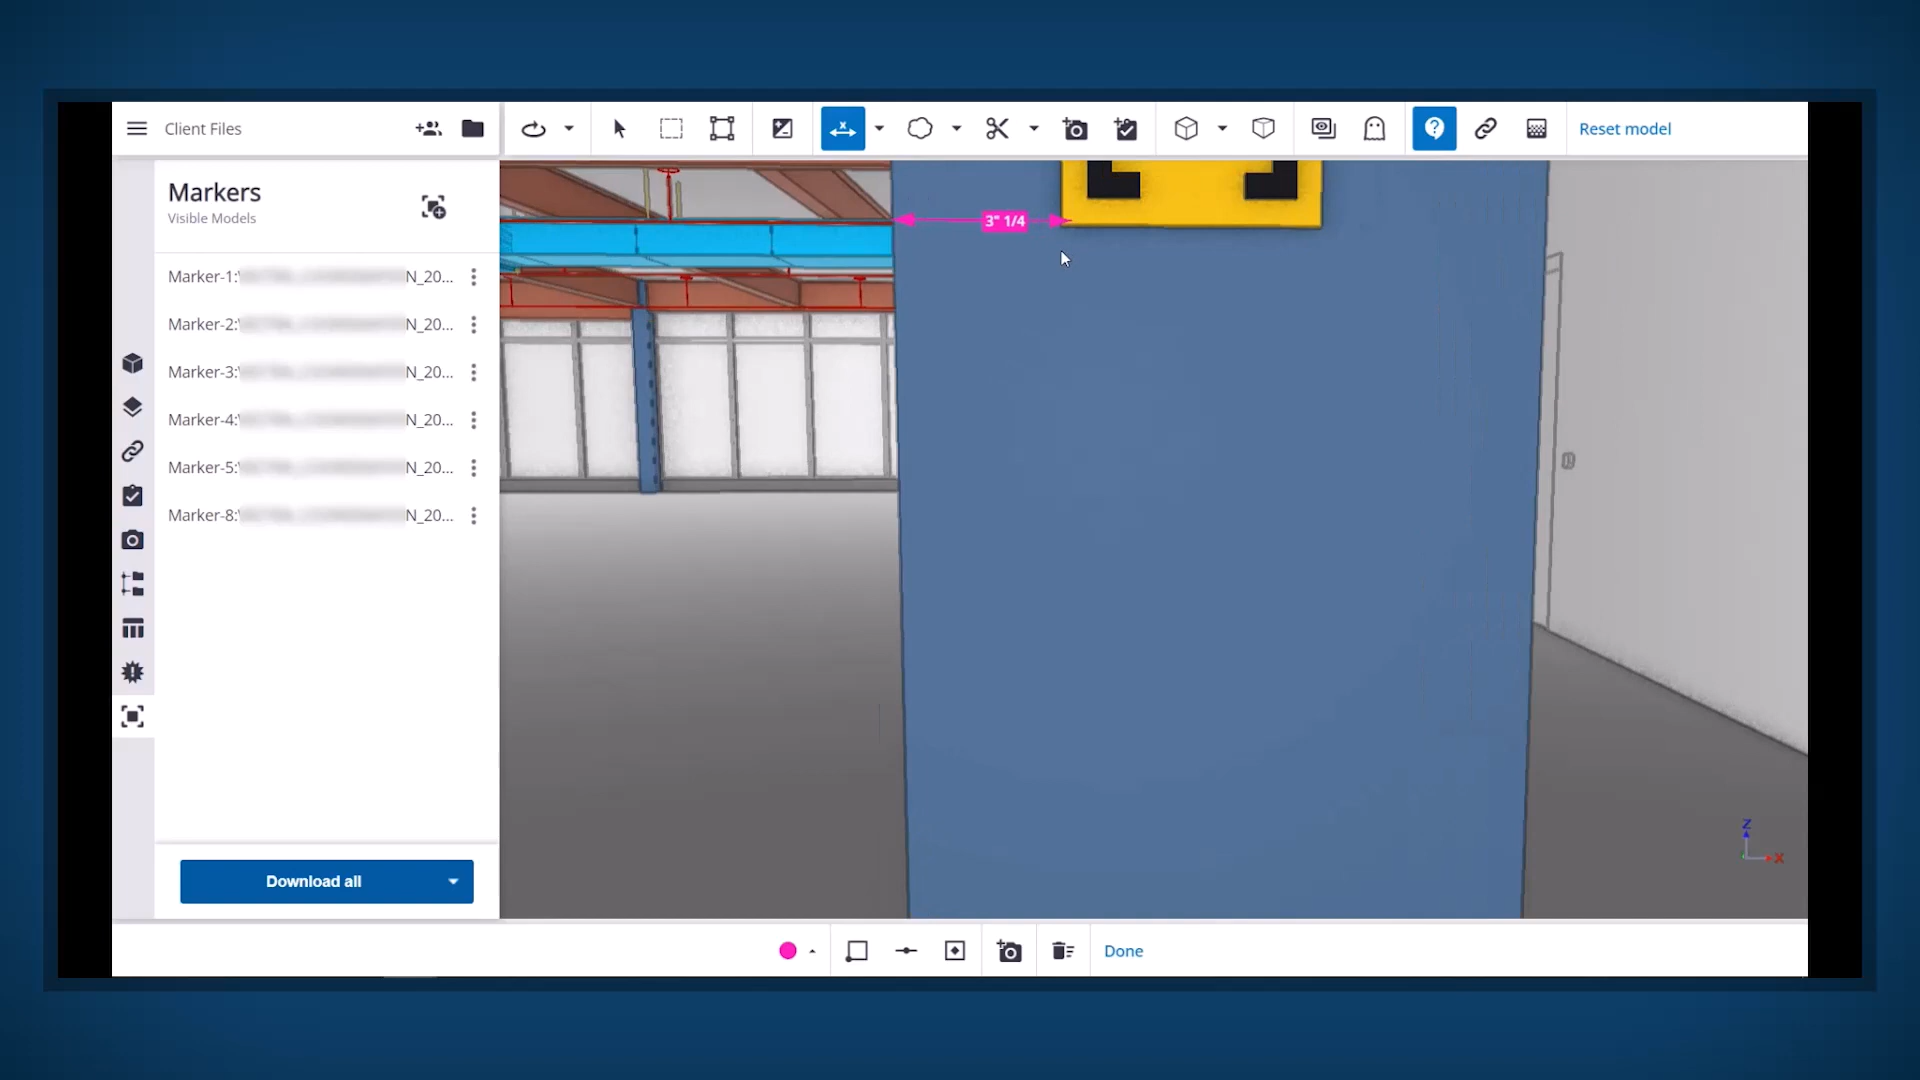 Client Files
Reset model
Markers
Visible Models
Marker-1: N_20...
Marker-2: N_20...
Marker-3: N_20...
Marker-4: N_20...
Marker-5: N_20...
Marker-8: N_20...
Download all
X
3" 1/4
Z
X
Done